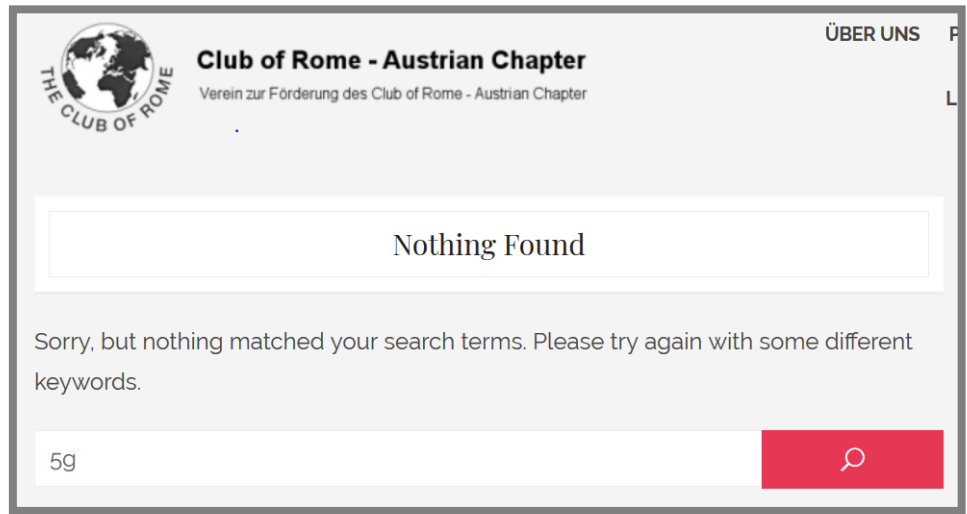 THE CLUB OF ROME
Club of Rome - Austrian Chapter
Verein zur Förderung des Club of Rome - Austrian Chapter
ÜBER UNS
Nothing Found
Sorry, but nothing matched your search terms. Please try again with some different
keywords.
5g